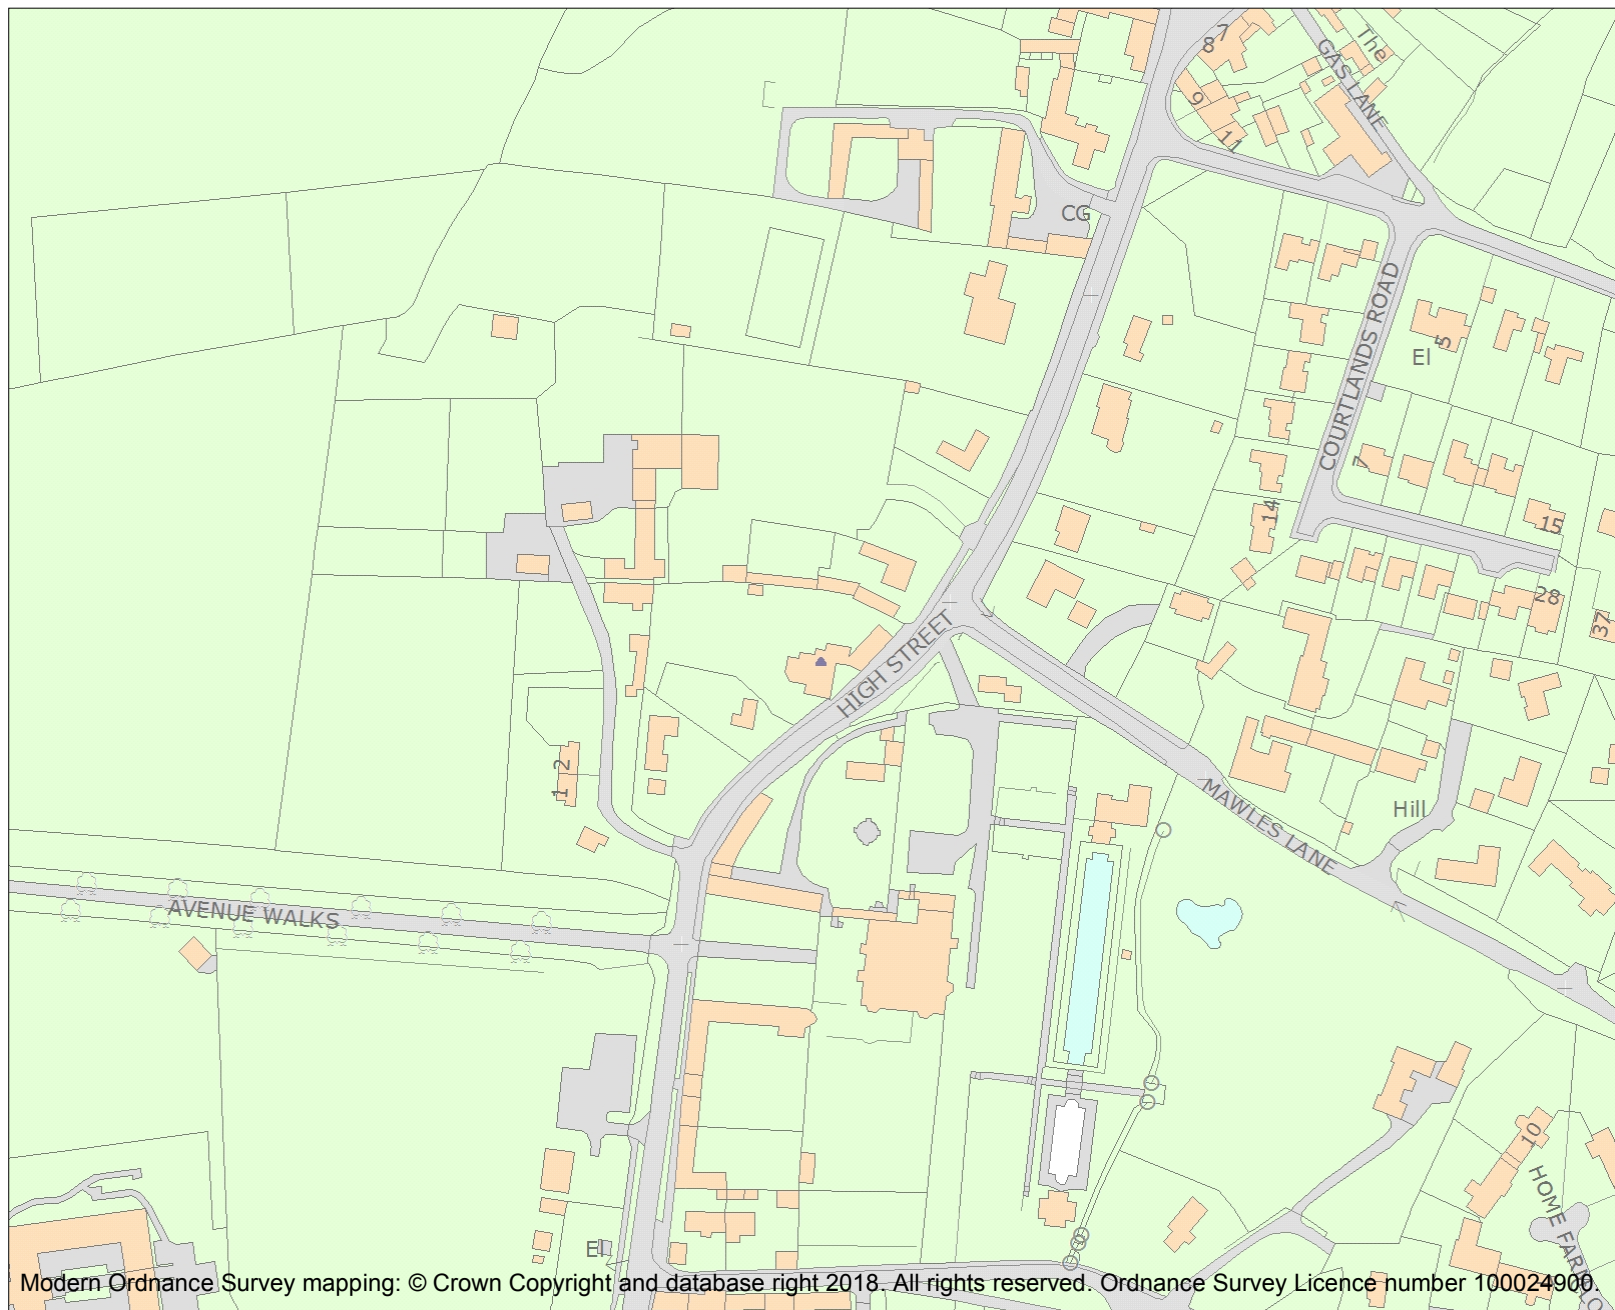 8
7
The
GAS LANE
9
11
CG
COURTLANDS ROAD
5
El
7
14
15
28
37
HIGH STREET
1 2
MAWLES LANE
Hill
AVENUE WALKS
10
HOME FARM
El
Modern Ordnance Survey mapping: © Crown Copyright and database right 2018. All rights reserved. Ordnance Survey Licence number 100024900.